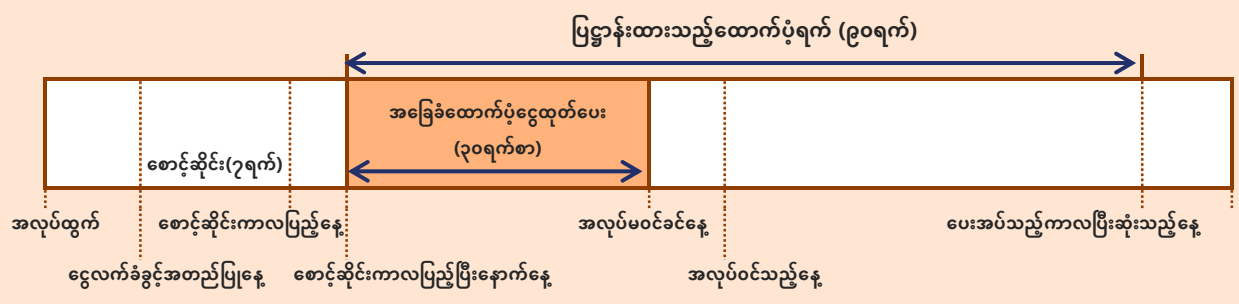 ပြဋ္ဌာန်းထားသည့်ထောက်ပံ့ရက် (၉၀ရက်)
အခြေခံထောက်ပံ့ငွေထုတ်ပေး
(၃၀ရက်စာ)
စောင့်ဆိုင်း(၇ရက်)
အလုပ်ထွက်
စောင့်ဆိုင်းကာလပြည့်နေ့
အလုပ်မဝင်ခင်နေ့
ပေးအပ်သည့်ကာလပြီးဆုံးသည့်နေ့
ငွေလက်ခံခွင့်အတည်ပြုနေ့
စောင့်ဆိုင်းကာလပြည့်ပြီးနောက်နေ့
အလုပ်ဝင်သည့်နေ့